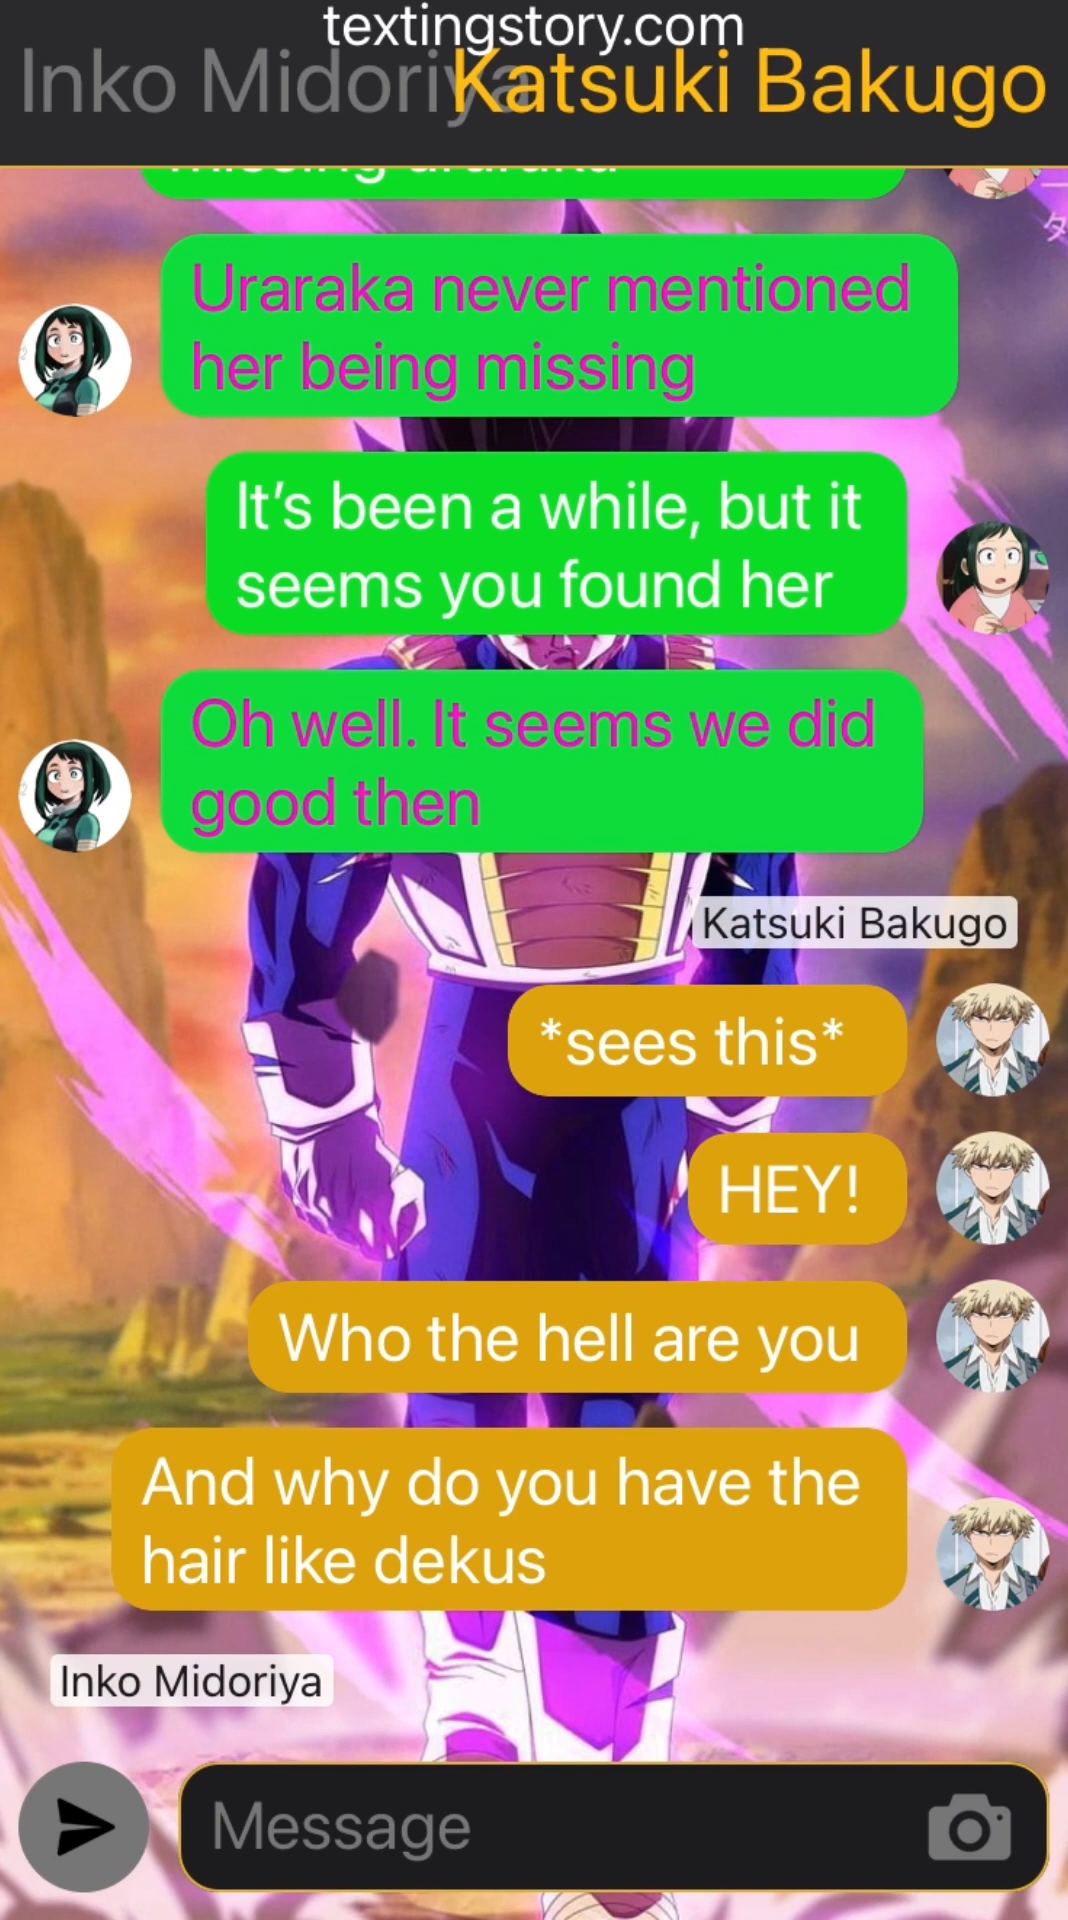 textingstory.com
Inko Midoriya
Katsuki Bakugo
missing uraraka
Uraraka never mentioned
her being missing
It's been a while, but it
seems you found her
Oh well. It seems we did
good then
Katsuki Bakugo
*sees this*
HEY!
Who the hell are you
And why do you have the
hair like dekus
Inko Midoriya
Message